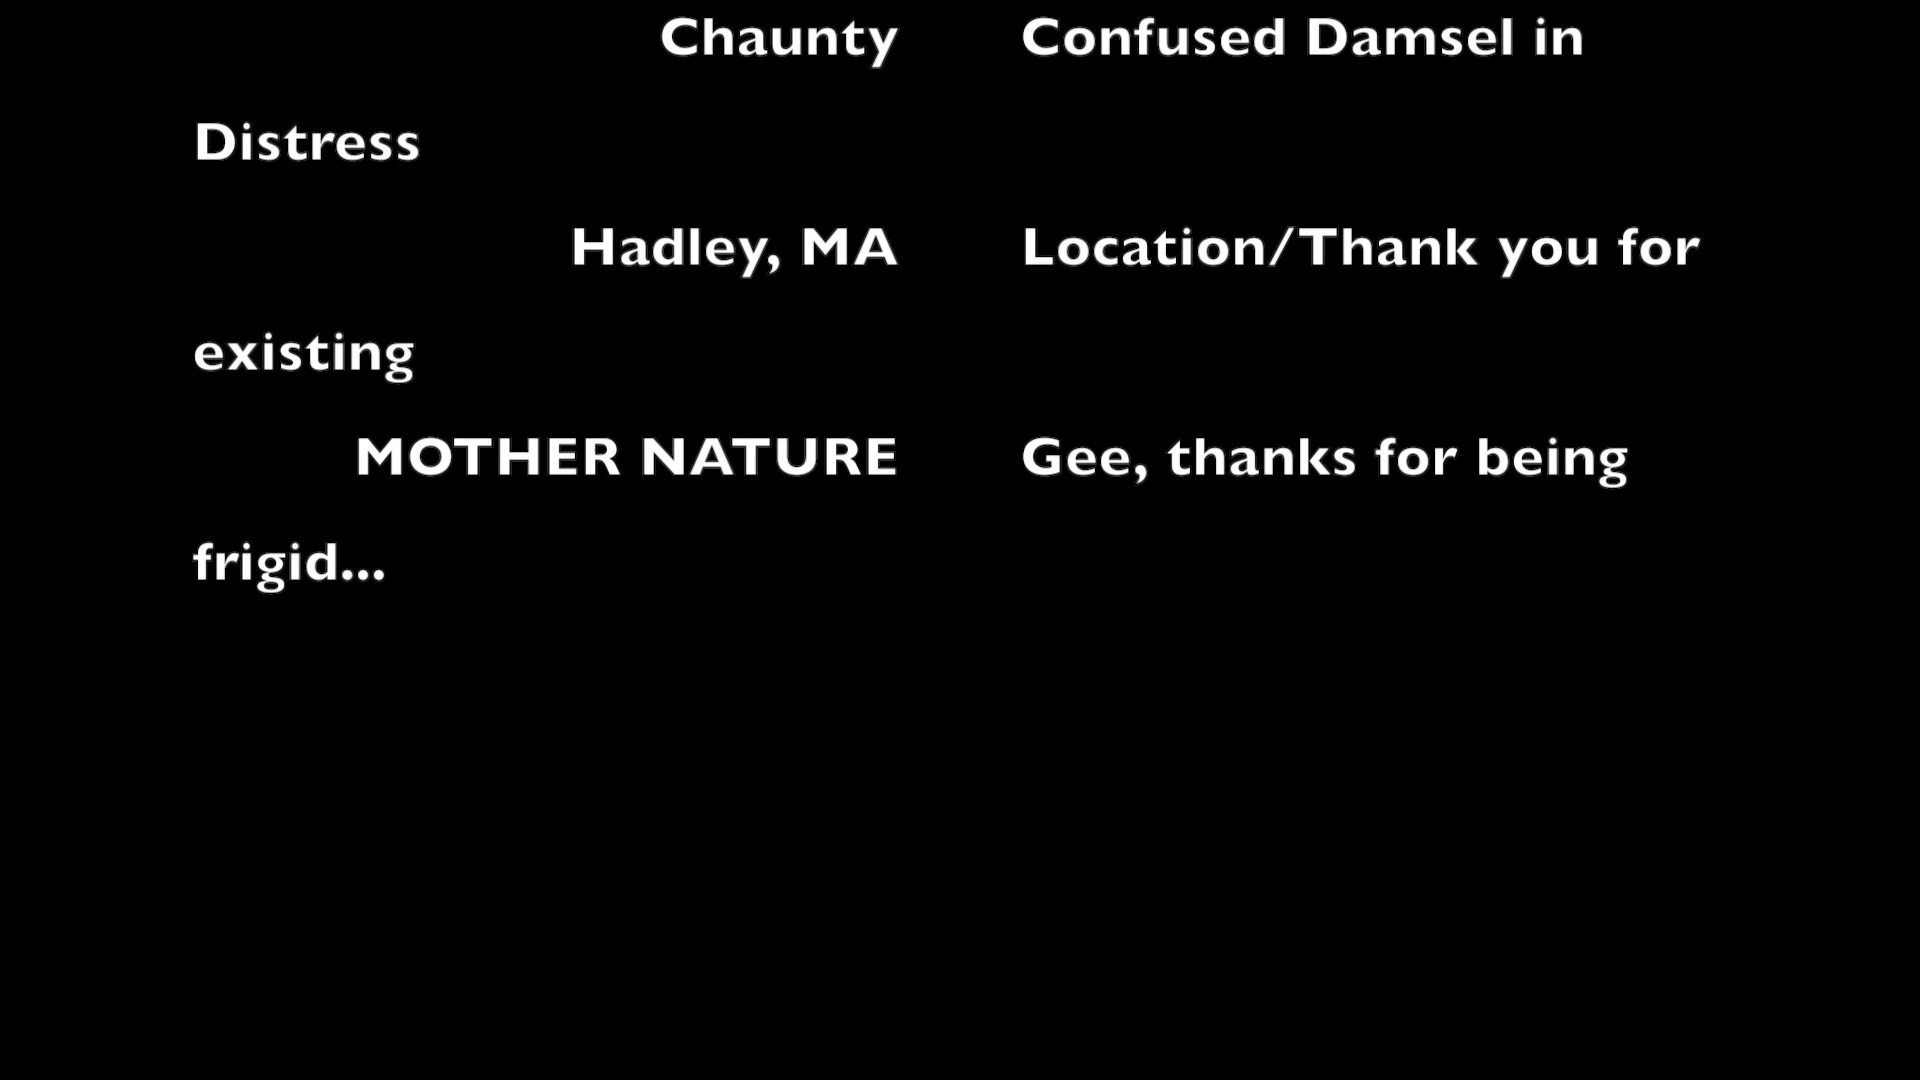 Chaunty Confused Damsel in
Distress
Hadley, MA Location/Thank you for
existing
MOTHER NATURE Gee, thanks for being
frigid...